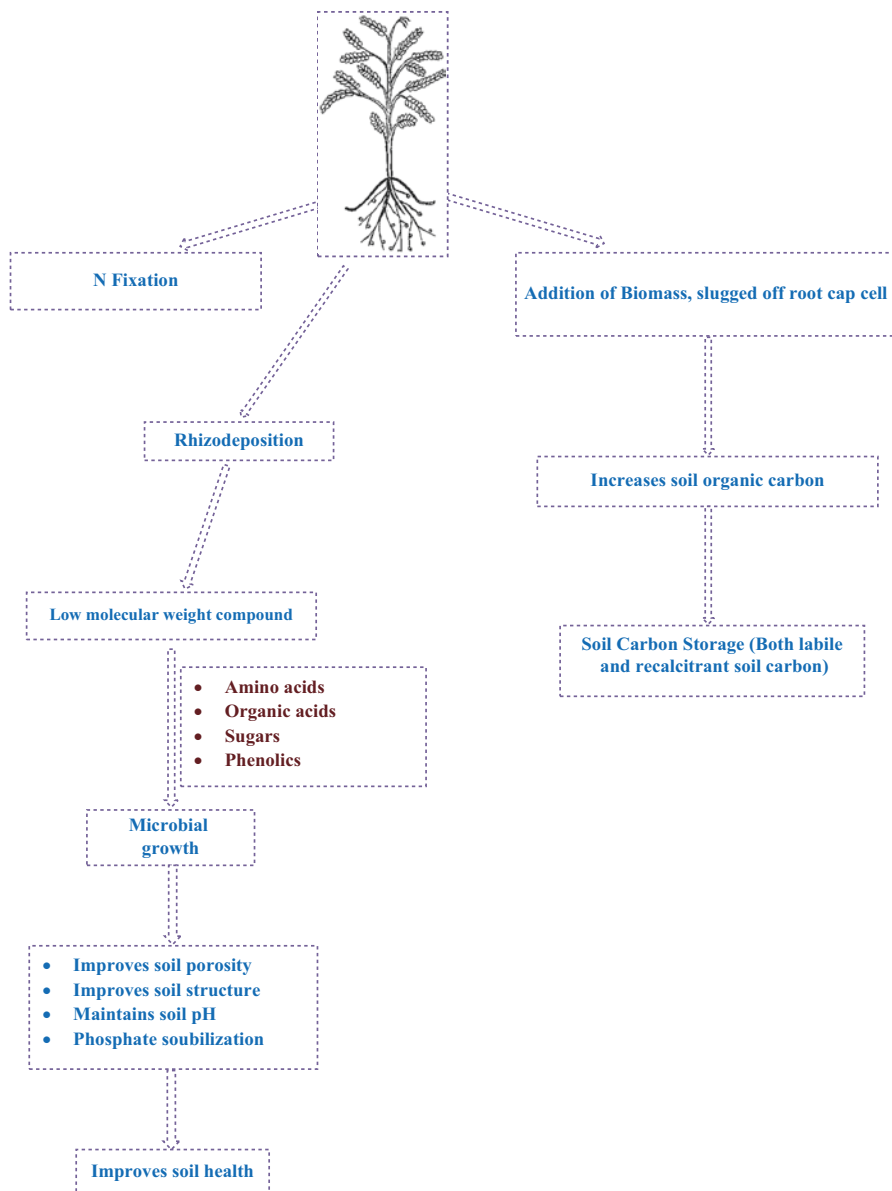 N Fixation
Addition of Biomass, slugged off root cap cell
Rhizodeposition
Increases soil organic carbon
Low molecular weight compound
Soil Carbon Storage (Both labile
and recalcitrant soil carbon)
• Amino acids
• Organic acids
• Sugars
• Phenolics
Microbial
growth
• Improves soil porosity
• Improves soil structure
• Maintains soil pH
• Phosphate soubilization
Improves soil health